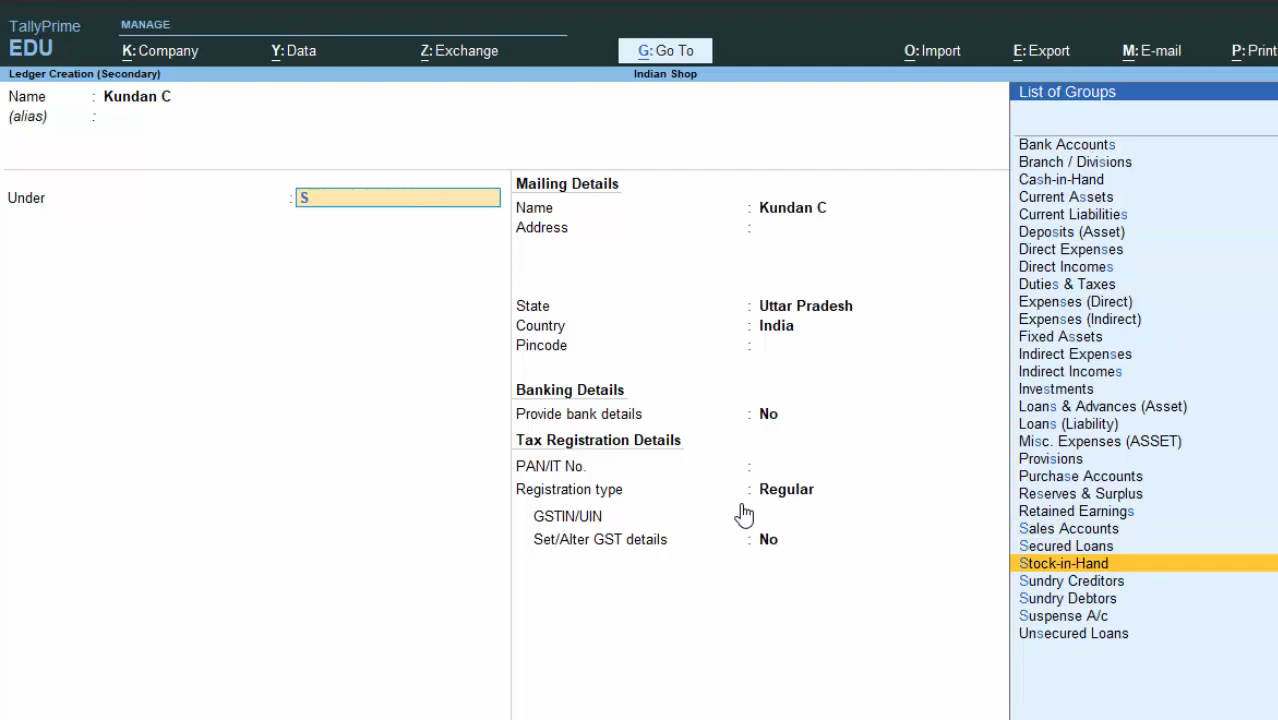 TallyPrime
EDU
MANAGE
K: Company
Y: Data
Z: Exchange
G: Go To
O: Import
E: Export
M: E-mail
P: Print
Ledger Creation (Secondary)
Indian Shop
Name : Kundan C
(alias) :
Under : S
Mailing Details
Name : Kundan C
Address :
State : Uttar Pradesh
Country : India
Pincode :
Banking Details
Provide bank details : No
Tax Registration Details
PAN/IT No. :
Registration type : Regular
GSTIN/UIN
Set/Alter GST details : No
List of Groups
Bank Accounts
Branch / Divisions
Cash-in-Hand
Current Assets
Current Liabilities
Deposits (Asset)
Direct Expenses
Direct Incomes
Duties & Taxes
Expenses (Direct)
Expenses (Indirect)
Fixed Assets
Indirect Expenses
Indirect Incomes
Investments
Loans & Advances (Asset)
Loans (Liability)
Misc. Expenses (ASSET)
Provisions
Purchase Accounts
Reserves & Surplus
Retained Earnings
Sales Accounts
Secured Loans
Stock-in-Hand
Sundry Creditors
Sundry Debtors
Suspense A/c
Unsecured Loans